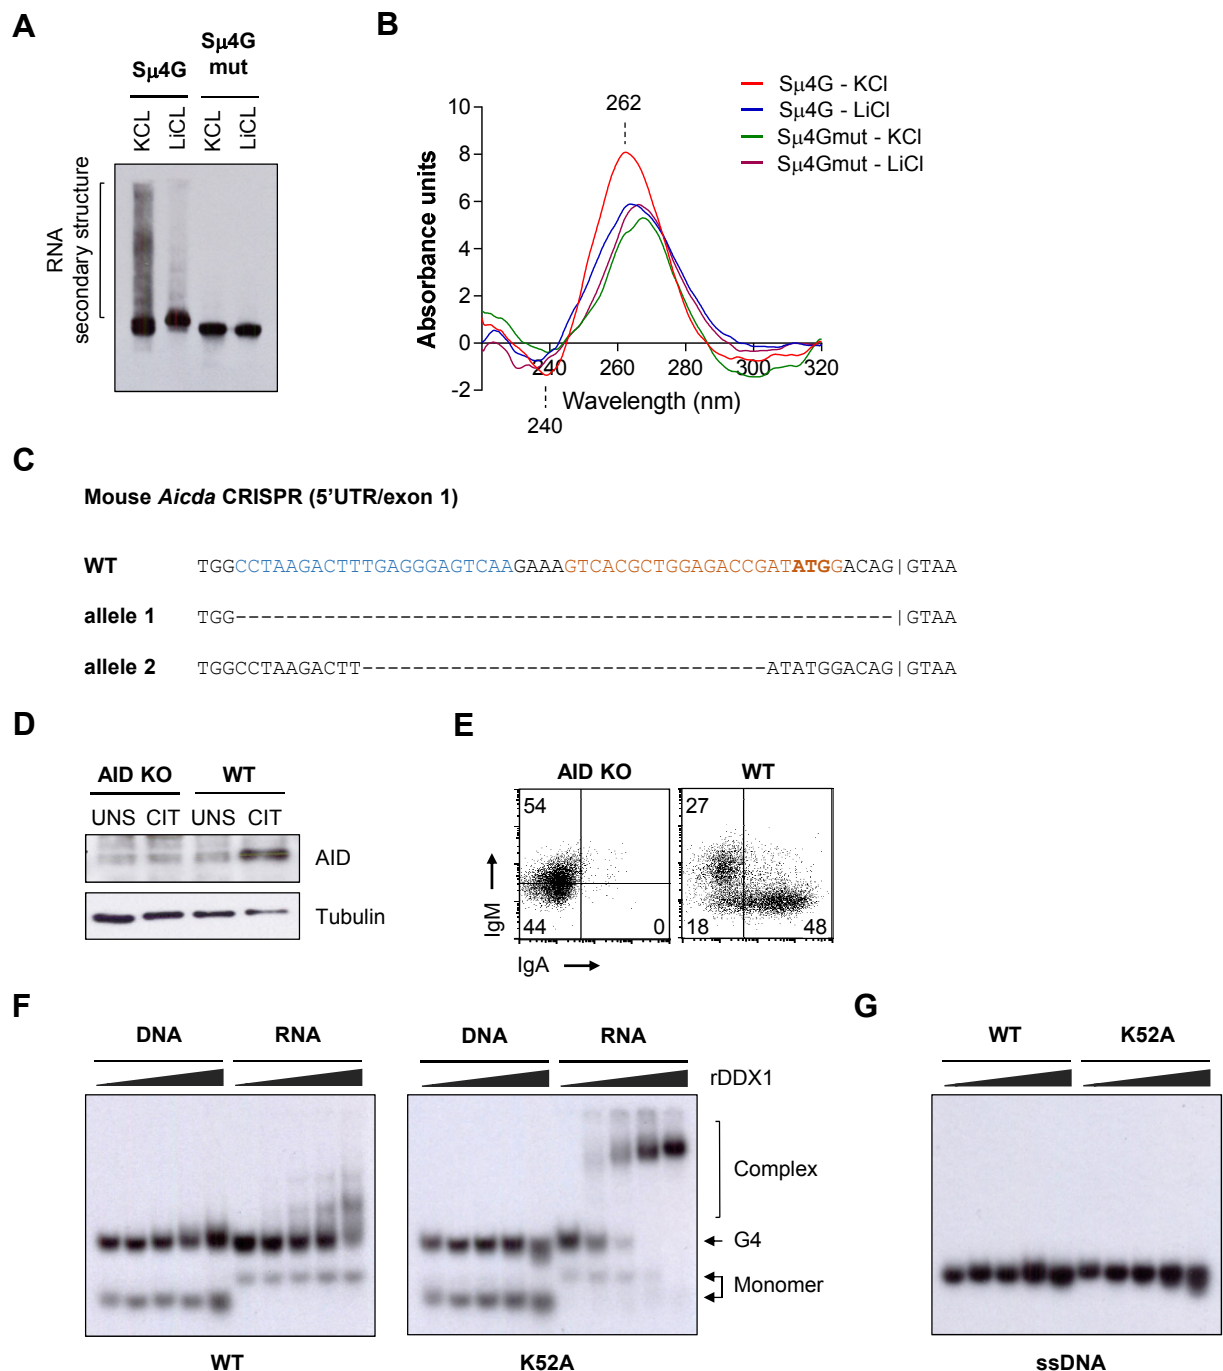 A
Sµ4G
Sµ4G mut
KCL
LiCL
KCL
LiCL
RNA
secondary structure
B
262
Sµ4G - KCl
Sµ4G - LiCl
Sµ4Gmut - KCl
Sµ4Gmut - LiCl
Absorbance units
10
8
6
4
2
0
-2
240
260
280
300
320
Wavelength (nm)
240
C
Mouse Aicda CRISPR (5’UTR/exon 1)
WT TGGCCTAAGACTTTGAGGGAGTCAAGAAAGTCACGCTGGAGACCGATATGGACAG|GTAA
allele 1 TGG---------------------------------------------------|GTAA
allele 2 TGGCCTAAGACTT-------------------------------ATATGGACAG|GTAA
D
AID KO WT
UNS CIT UNS CIT
AID
Tubulin
E
AID KO WT
54 27
44 0 18 48
IgM
IgA
F
DNA RNA DNA RNA
rDDX1
Complex
G4
Monomer
WT K52A
G
WT K52A
ssDNA